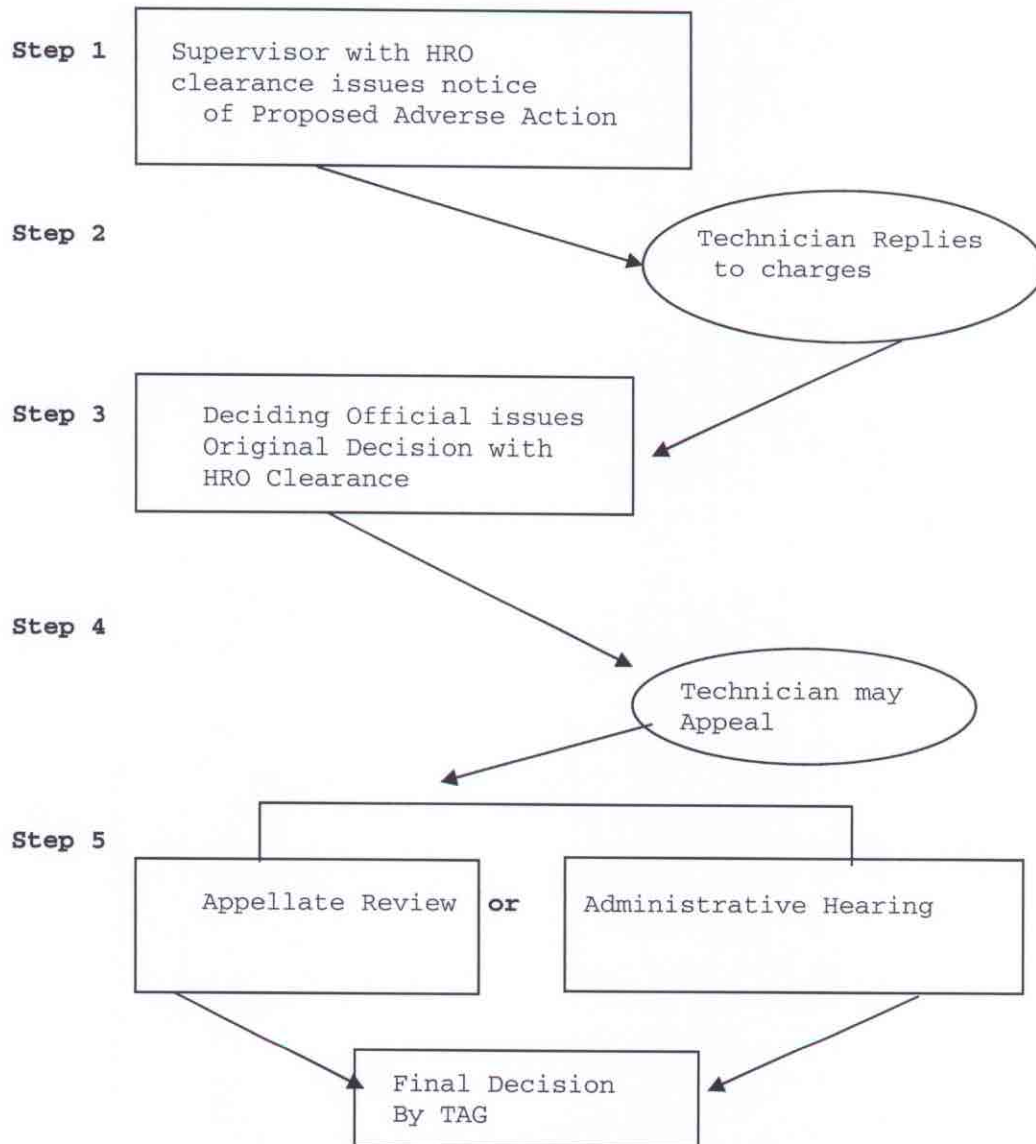 Step 1
Supervisor with HRO
clearance issues notice
of Proposed Adverse Action
Step 2
Technician Replies
to charges
Step 3
Deciding Official issues
Original Decision with
HRO Clearance
Step 4
Technician may
Appeal
Step 5
Appellate Review or Administrative Hearing
Final Decision
By TAG